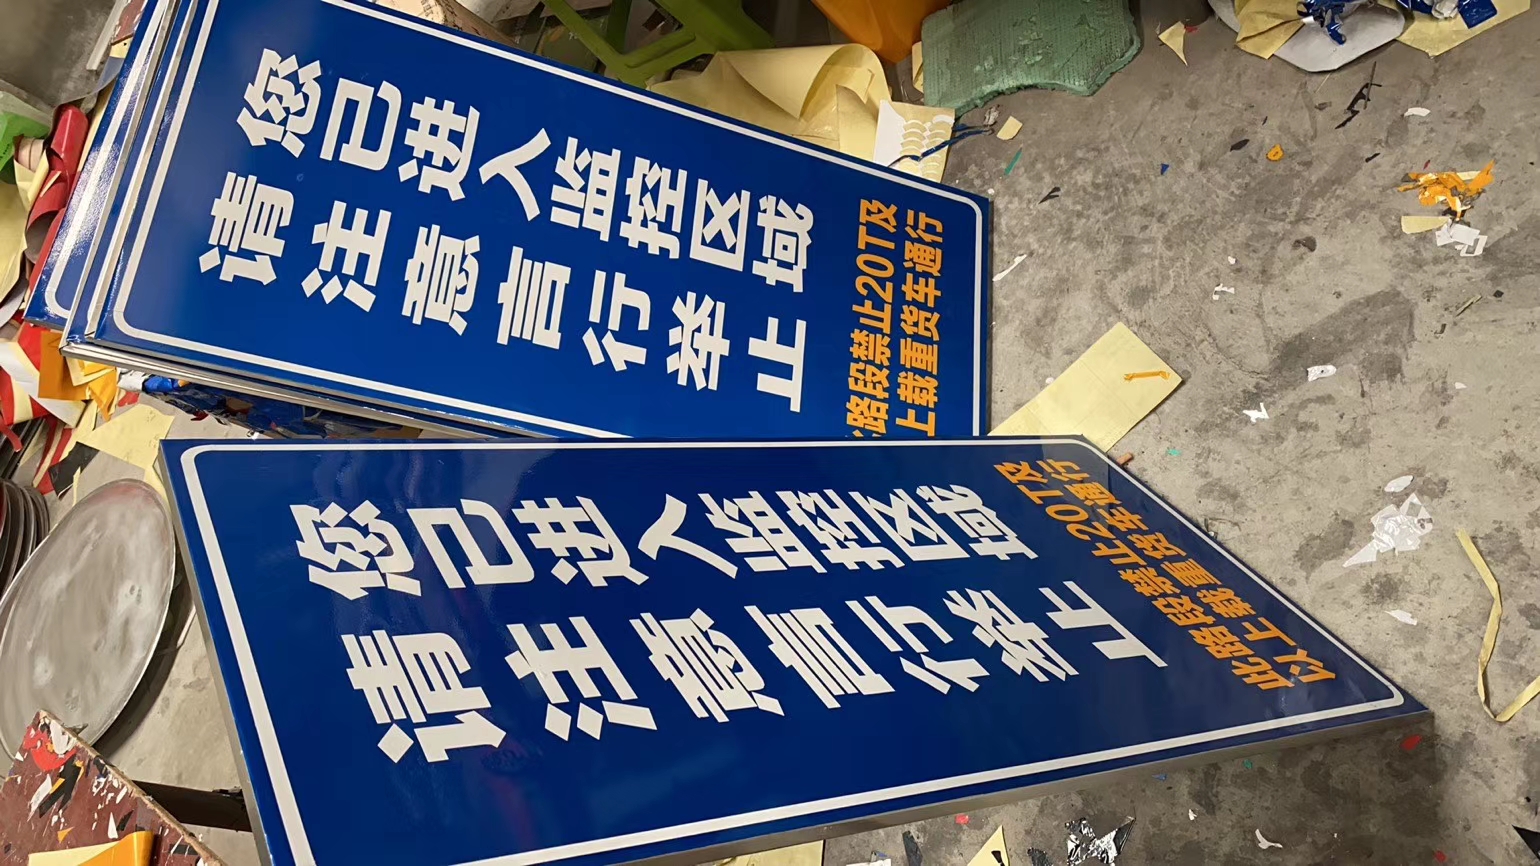 您已进入监控区域
请注意言行举止
路段禁止20T及
上载重货车通行
您已进入监控区域
请注意言行举止
此路段禁止20T及
以上载重货车通行